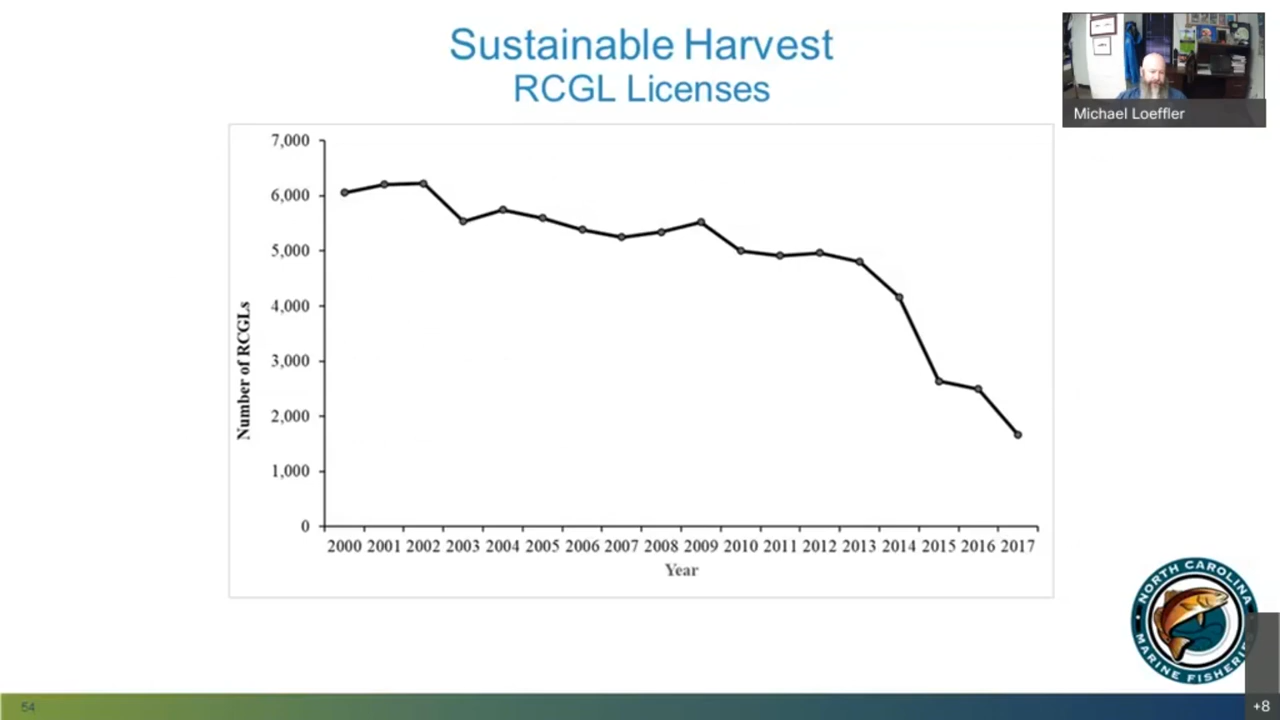 Sustainable Harvest
RCGL Licenses
Michael Loeffler
7,000
6,000
5,000
4,000
3,000
2,000
1,000
0
Number of RCGLs
2000 2001 2002 2003 2004 2005 2006 2007 2008 2009 2010 2011 2012 2013 2014 2015 2016 2017
Year
NORTH CAROLINA
MARINE FISHERIES
54
+8